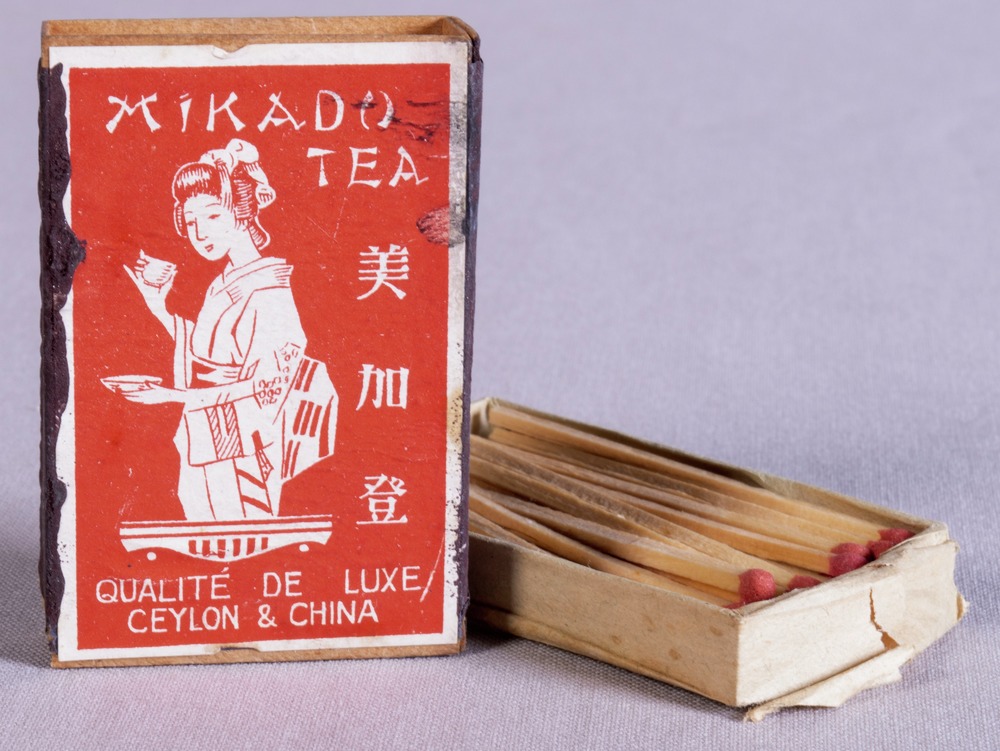 MIKADO
TEA
美
加
登
QUALITÉ DE LUXE
CEYLON & CHINA